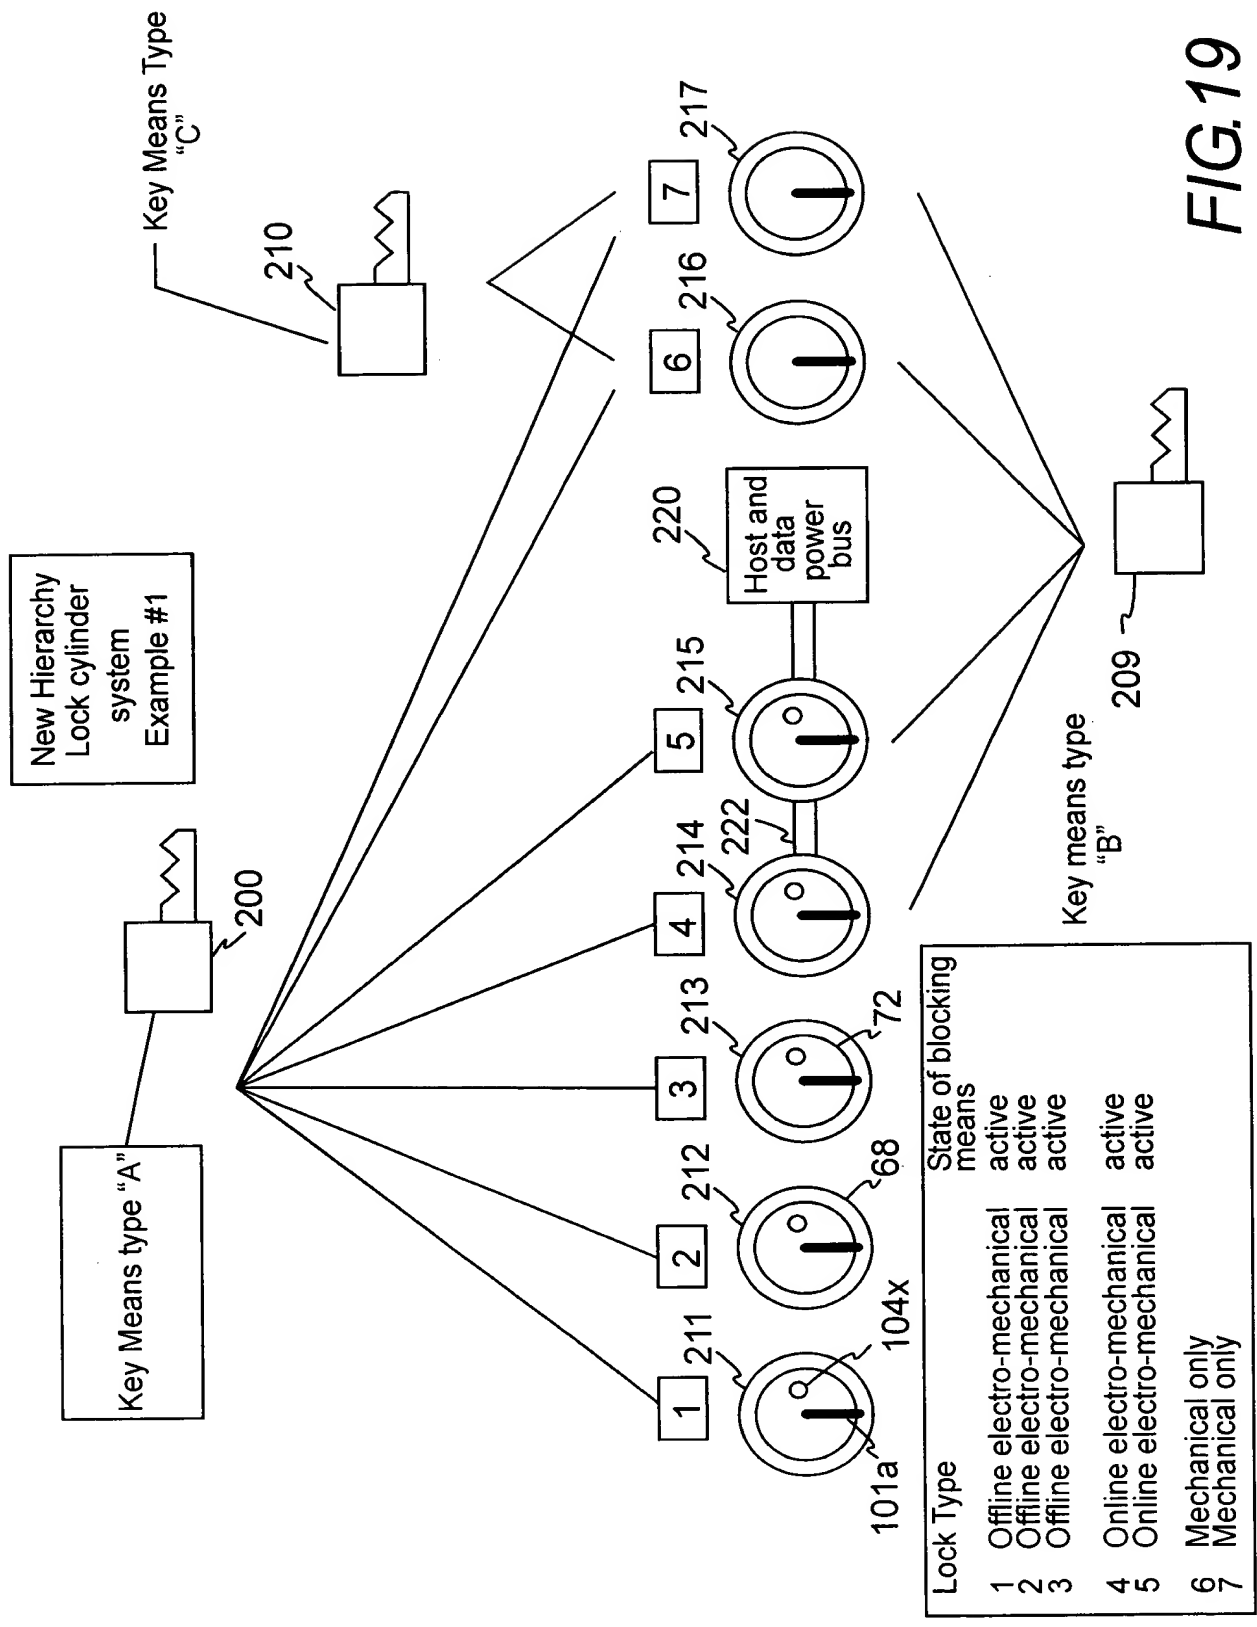 New Hierarchy
Lock cylinder
system
Example #1
Key Means type “A”
200
Key Means Type
“C”
210
1
2
3
4
5
6
7
211
212
213
214
215
216
217
220
222
Host and
data
power
bus
101a
104x
68
72
Key means type
“B”
209
Lock Type State of blocking
means
1 Offline electro-mechanical active
2 Offline electro-mechanical active
3 Offline electro-mechanical active
4 Online electro-mechanical active
5 Online electro-mechanical active
6 Mechanical only
7 Mechanical only
FIG.19